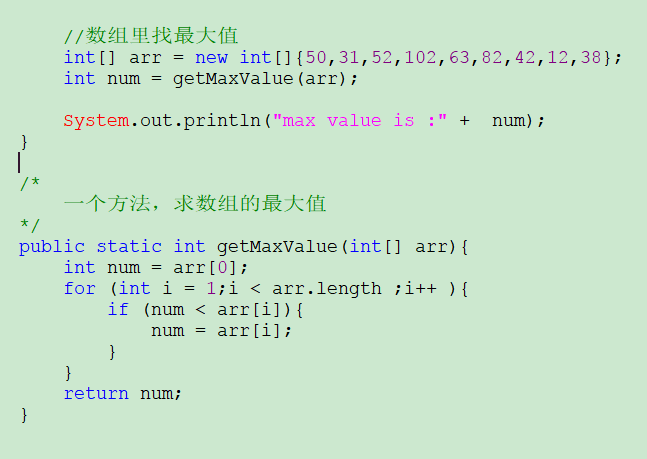 //数组里找最大值
int[] arr = new int[]{50,31,52,102,63,82,42,12,38};
int num = getMaxValue(arr);
System.out.println("max value is :" +  num);
}
/*
一个方法，求数组的最大值
*/
public static int getMaxValue(int[] arr){
int num = arr[0];
for (int i = 1;i < arr.length ;i++ ){
if (num < arr[i]){
num = arr[i];
}
}
return num;
}